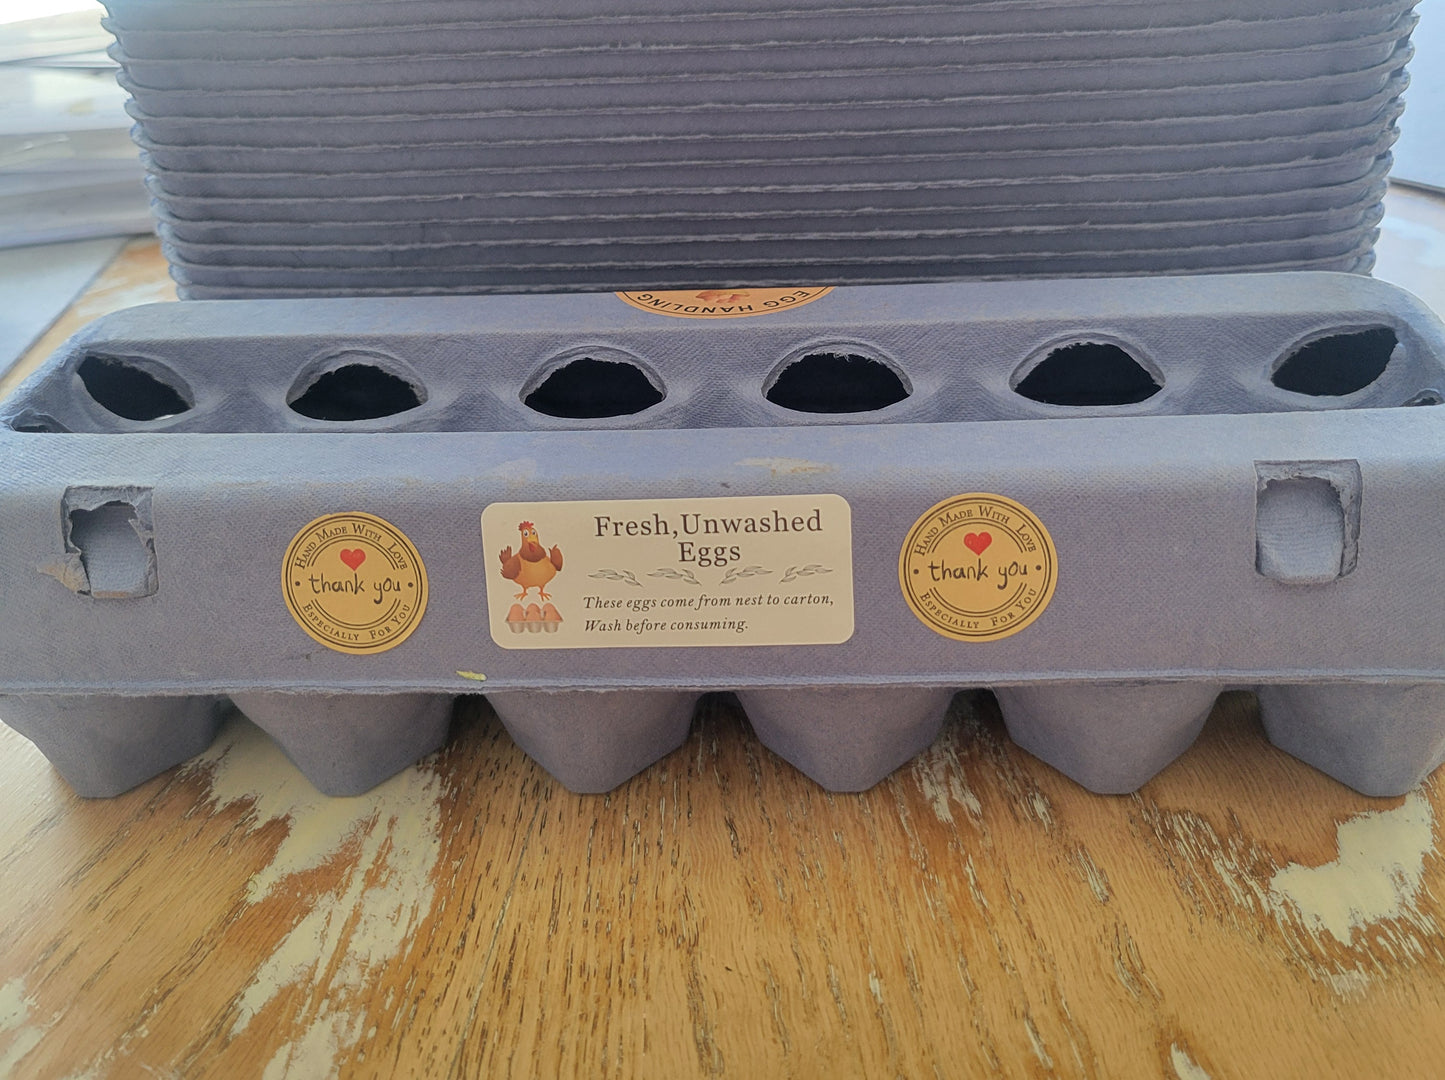 EGG HANDLING
HAND MADE WITH LOVE
thank you
ESPECIALLY FOR YOU
Fresh,Unwashed
Eggs
These eggs come from nest to carton,
Wash before consuming.
HAND MADE WITH LOVE
thank you
ESPECIALLY FOR YOU